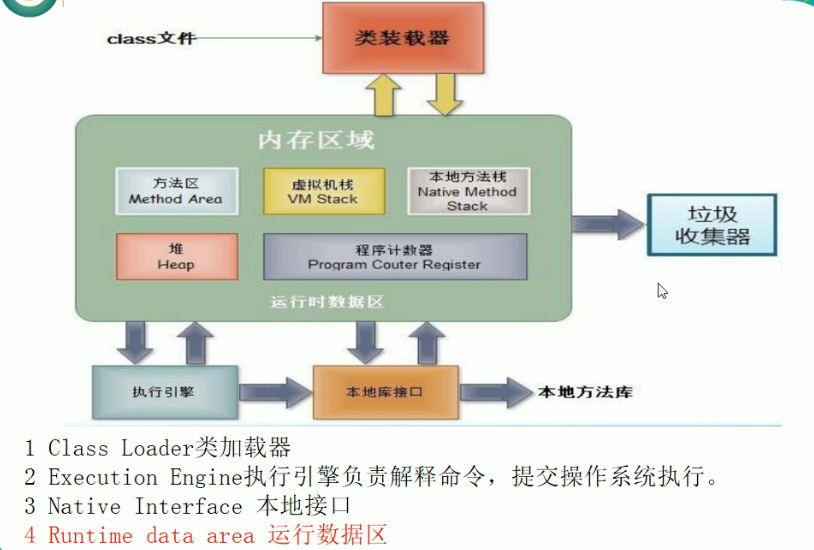 class文件
类装载器
内存区域
方法区
Method Area
虚拟机栈
VM Stack
本地方法栈
Native Method
Stack
堆
Heap
程序计数器
Program Couter Register
运行时数据区
垃圾
收集器
执行引擎
本地库接口
本地方法库
1 Class Loader类加载器
2 Execution Engine执行引擎负责解释命令，提交操作系统执行。
3 Native Interface 本地接口
4 Runtime data area 运行数据区